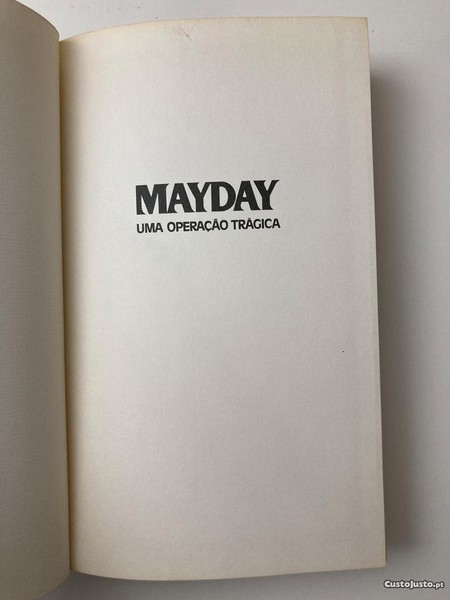 MAYDAY
UMA OPERAÇÃO TRÁGICA
CustoJusto.pt